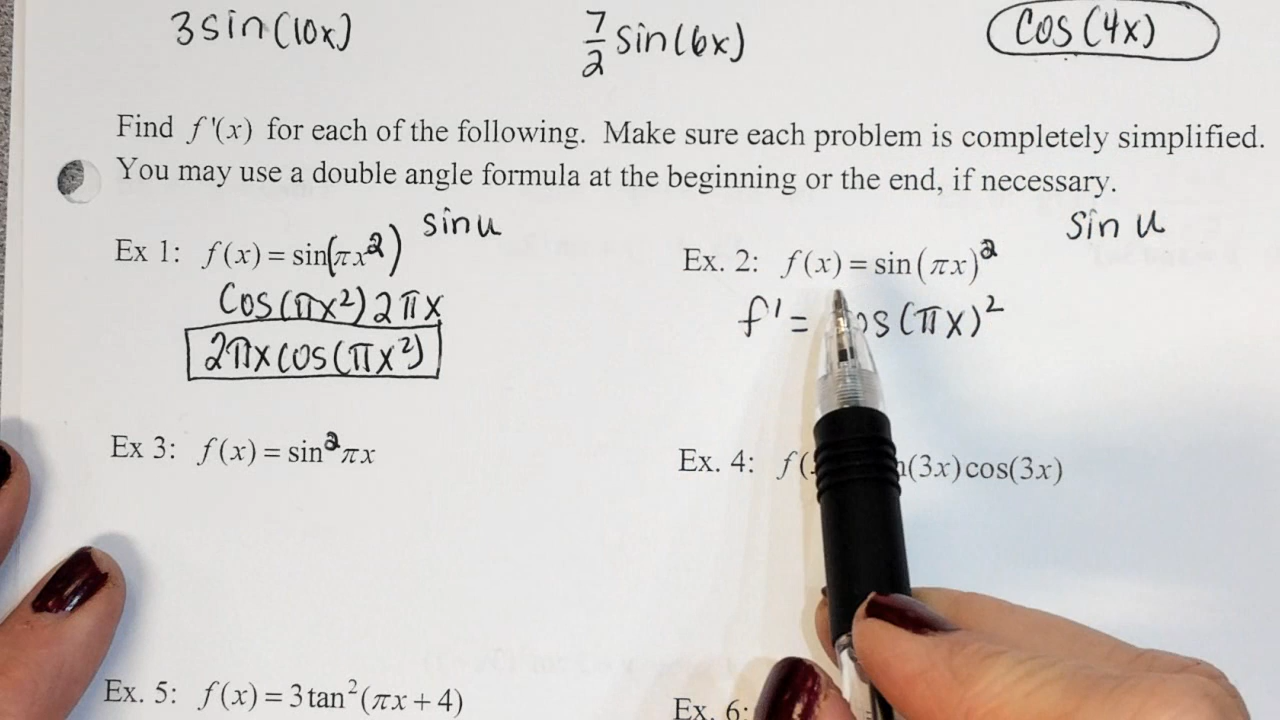 3sin(10x) 7/2 sin(6x) cos(4x)
Find f'(x) for each of the following. Make sure each problem is completely simplified.
You may use a double angle formula at the beginning or the end, if necessary.
sin u sin u
Ex 1: f(x) = sin(πx²) Ex. 2: f(x) = sin(πx)²
cos(πx²)2πx f' = cos(πx)²
2πx cos(πx²)
Ex 3: f(x) = sin²πx Ex. 4: f( (3x)cos(3x)
Ex. 5: f(x) = 3tan²(πx + 4) Ex. 6: